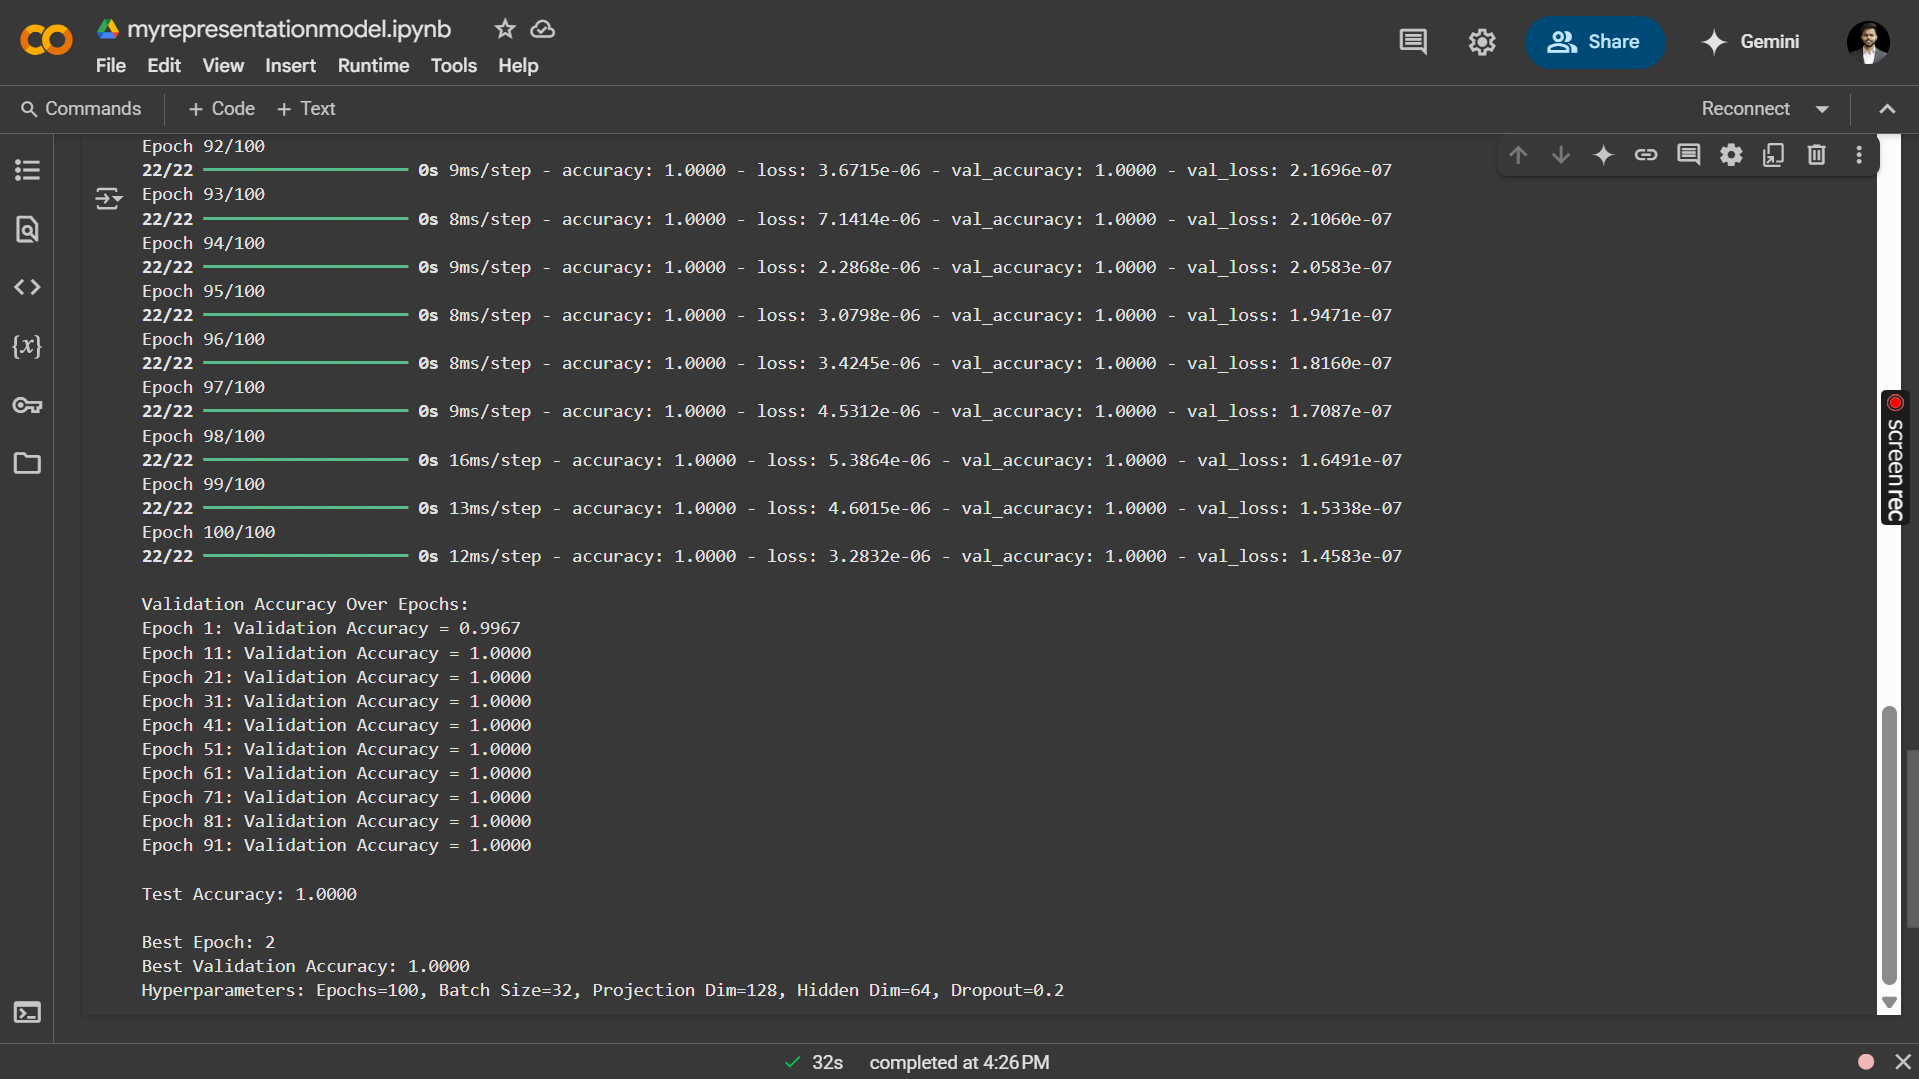 myrepresentationmodel.ipynb
File Edit View Insert Runtime Tools Help
Share
Gemini
Commands + Code + Text
Reconnect
Epoch 92/100
22/22 0s 9ms/step - accuracy: 1.0000 - loss: 3.6715e-06 - val_accuracy: 1.0000 - val_loss: 2.1696e-07
Epoch 93/100
22/22 0s 8ms/step - accuracy: 1.0000 - loss: 7.1414e-06 - val_accuracy: 1.0000 - val_loss: 2.1060e-07
Epoch 94/100
22/22 0s 9ms/step - accuracy: 1.0000 - loss: 2.2868e-06 - val_accuracy: 1.0000 - val_loss: 2.0583e-07
Epoch 95/100
22/22 0s 8ms/step - accuracy: 1.0000 - loss: 3.0798e-06 - val_accuracy: 1.0000 - val_loss: 1.9471e-07
Epoch 96/100
22/22 0s 8ms/step - accuracy: 1.0000 - loss: 3.4245e-06 - val_accuracy: 1.0000 - val_loss: 1.8160e-07
Epoch 97/100
22/22 0s 9ms/step - accuracy: 1.0000 - loss: 4.5312e-06 - val_accuracy: 1.0000 - val_loss: 1.7087e-07
Epoch 98/100
22/22 0s 16ms/step - accuracy: 1.0000 - loss: 5.3864e-06 - val_accuracy: 1.0000 - val_loss: 1.6491e-07
Epoch 99/100
22/22 0s 13ms/step - accuracy: 1.0000 - loss: 4.6015e-06 - val_accuracy: 1.0000 - val_loss: 1.5338e-07
Epoch 100/100
22/22 0s 12ms/step - accuracy: 1.0000 - loss: 3.2832e-06 - val_accuracy: 1.0000 - val_loss: 1.4583e-07
Validation Accuracy Over Epochs:
Epoch 1: Validation Accuracy = 0.9967
Epoch 11: Validation Accuracy = 1.0000
Epoch 21: Validation Accuracy = 1.0000
Epoch 31: Validation Accuracy = 1.0000
Epoch 41: Validation Accuracy = 1.0000
Epoch 51: Validation Accuracy = 1.0000
Epoch 61: Validation Accuracy = 1.0000
Epoch 71: Validation Accuracy = 1.0000
Epoch 81: Validation Accuracy = 1.0000
Epoch 91: Validation Accuracy = 1.0000
Test Accuracy: 1.0000
Best Epoch: 2
Best Validation Accuracy: 1.0000
Hyperparameters: Epochs=100, Batch Size=32, Projection Dim=128, Hidden Dim=64, Dropout=0.2
screenrec
32s completed at 4:26 PM